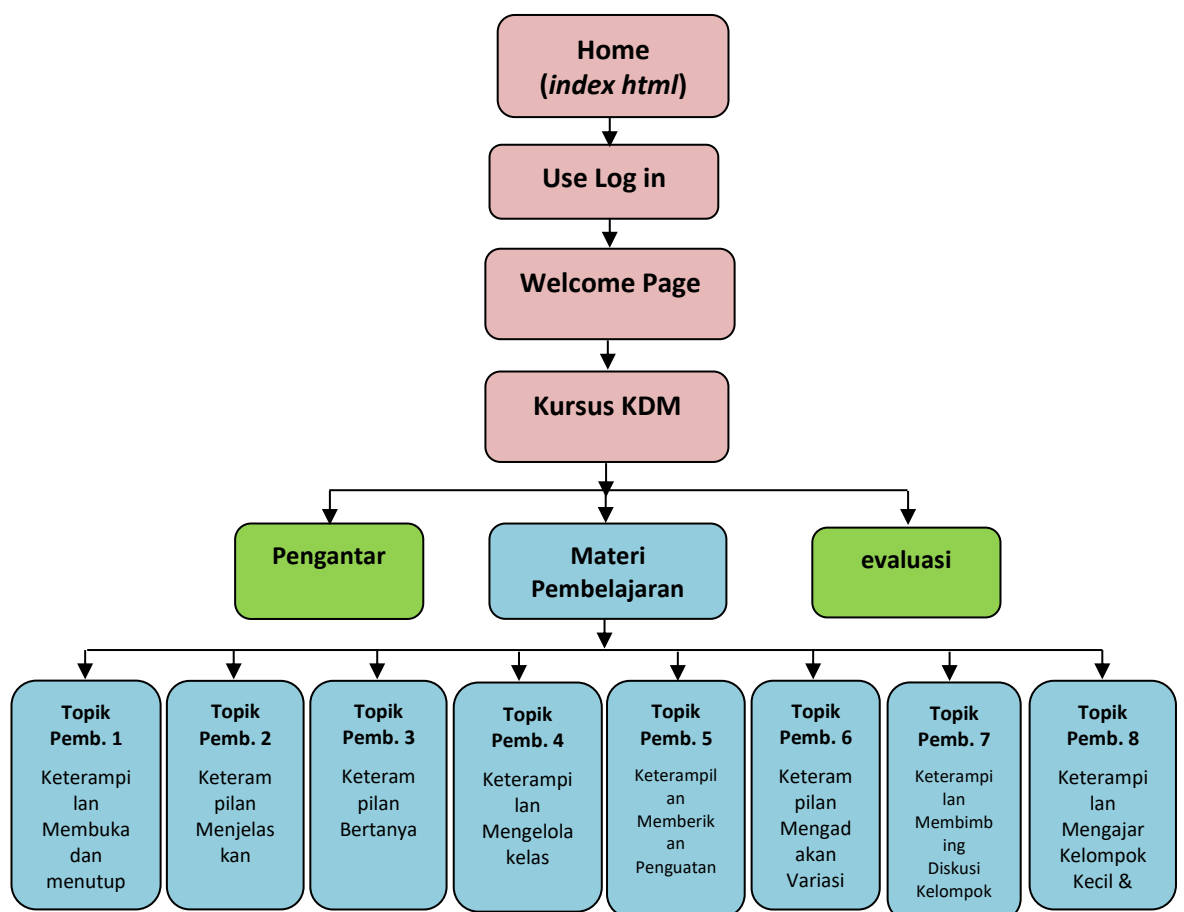 Home
(index html)
Use Log in
Welcome Page
Kursus KDM
Pengantar
Materi
Pembelajaran
evaluasi
Topik
Pemb. 1
Keterampi
lan
Membuka
dan
menutup
Topik
Pemb. 2
Keteram
pilan
Menjelas
kan
Topik
Pemb. 3
Keteram
pilan
Bertanya
Topik
Pemb. 4
Keterampi
lan
Mengelola
kelas
Topik
Pemb. 5
Keterampil
an
Memberik
an
Penguatan
Topik
Pemb. 6
Keteram
pilan
Mengad
akan
Variasi
Topik
Pemb. 7
Keterampi
lan
Membimb
ing
Diskusi
Kelompok
Topik
Pemb. 8
Keterampi
lan
Mengajar
Kelompok
Kecil &